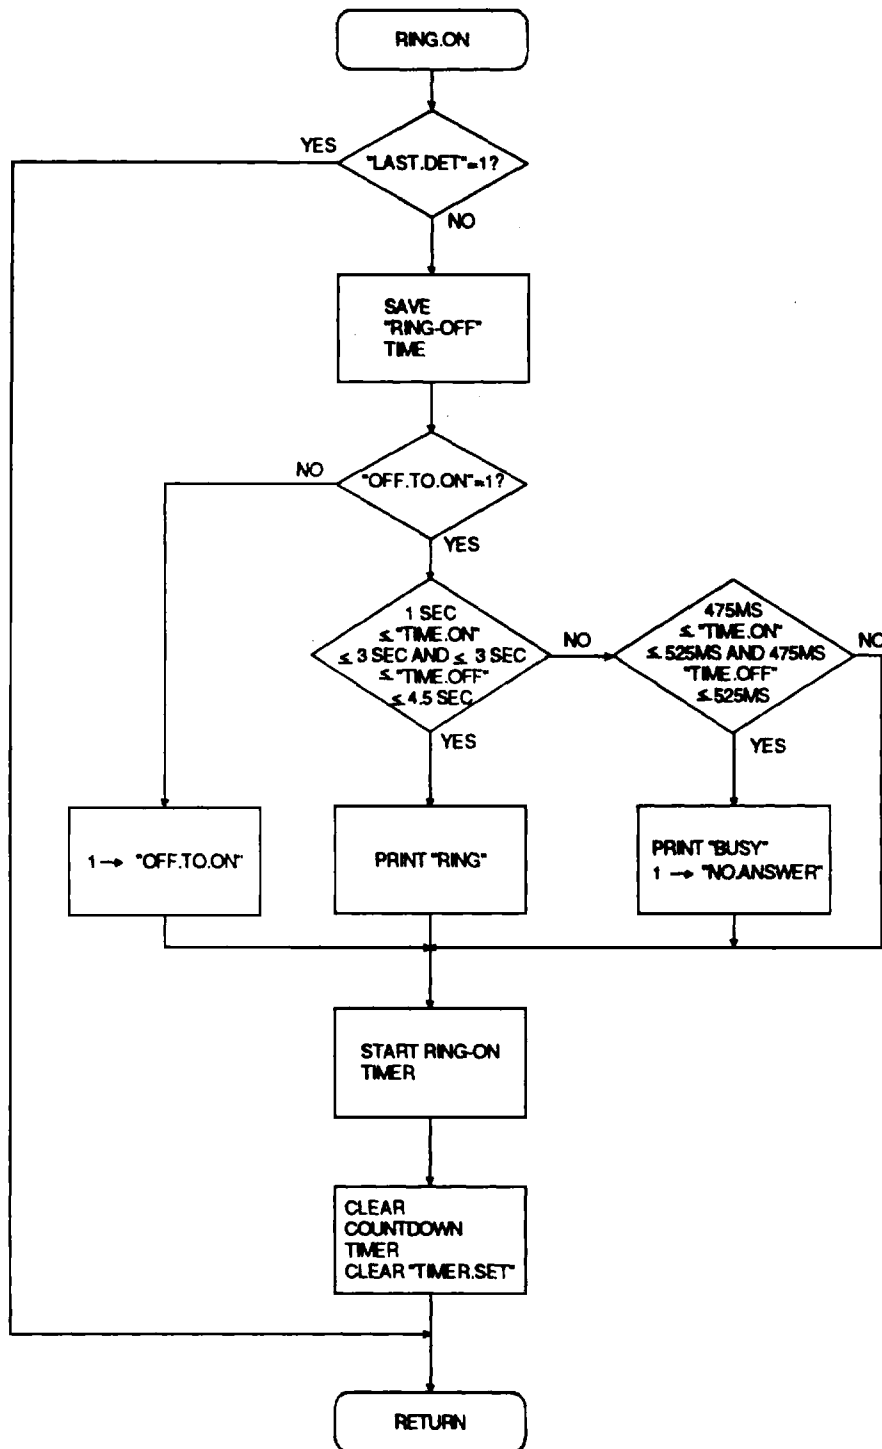 RING.ON
YES
"LAST.DET"=1?
NO
SAVE
"RING-OFF"
TIME
NO
"OFF.TO.ON"=1?
YES
1 SEC
≤ "TIME.ON"
≤ 3 SEC AND ≤ 3 SEC
≤ "TIME.OFF"
≤ 4.5 SEC
NO
475MS
≤ "TIME.ON"
≤ 525MS AND 475MS
"TIME.OFF"
≤ 525MS
NO
YES
YES
1 → "OFF.TO.ON"
PRINT "RING"
PRINT "BUSY"
1 → "NO.ANSWER"
START RING-ON
TIMER
CLEAR
COUNTDOWN
TIMER
CLEAR "TIMER.SET"
RETURN